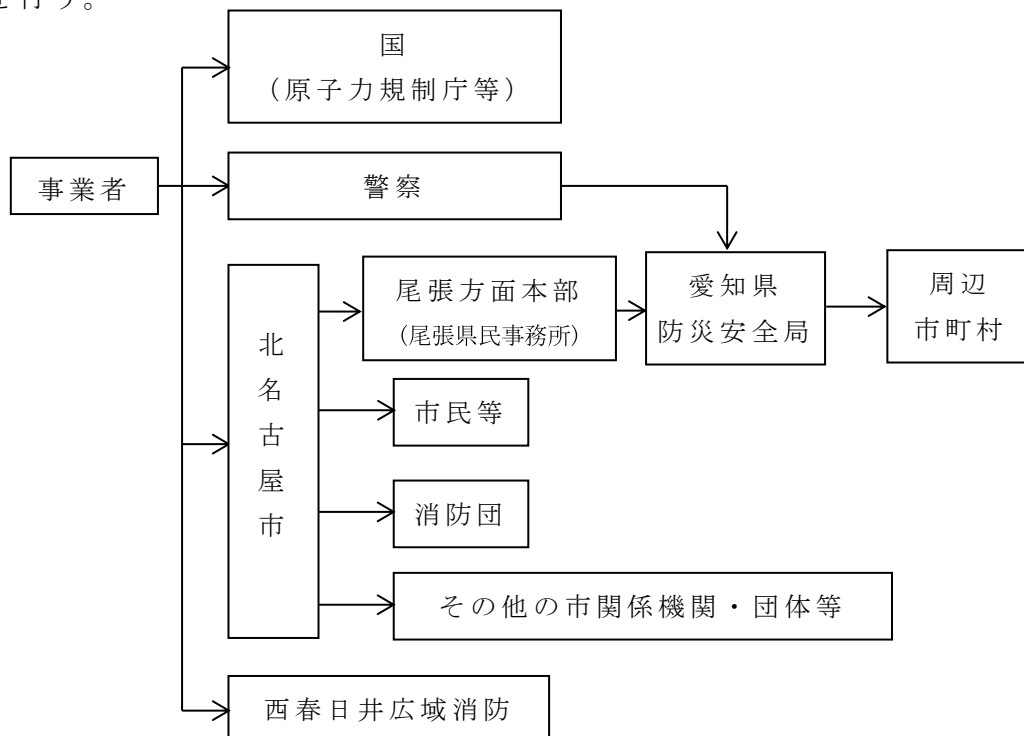 を行う。
国
（原子力規制庁等）
事業者
警察
北名古屋市
尾張方面本部
（尾張県民事務所）
愛知県
防災安全局
周辺
市町村
市民等
消防団
その他の市関係機関・団体等
西春日井広域消防